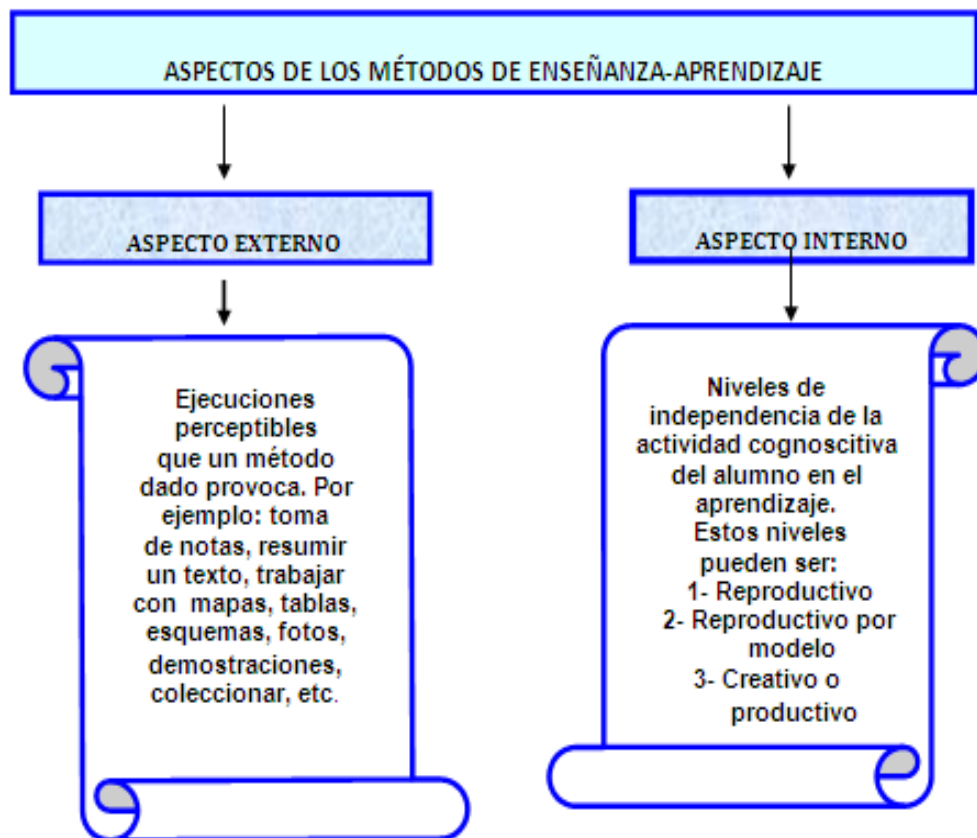 ASPECTOS DE LOS MÉTODOS DE ENSEÑANZA-APRENDIZAJE
ASPECTO EXTERNO
Ejecuciones
perceptibles
que un método
dado provoca. Por
ejemplo: toma
de notas, resumir
un texto, trabajar
con mapas, tablas,
esquemas, fotos,
demostraciones,
coleccionar, etc.
ASPECTO INTERNO
Niveles de
independencia de la
actividad cognoscitiva
del alumno en el
aprendizaje.
Estos niveles
pueden ser:
1- Reproductivo
2- Reproductivo por
modelo
3- Creativo o
productivo